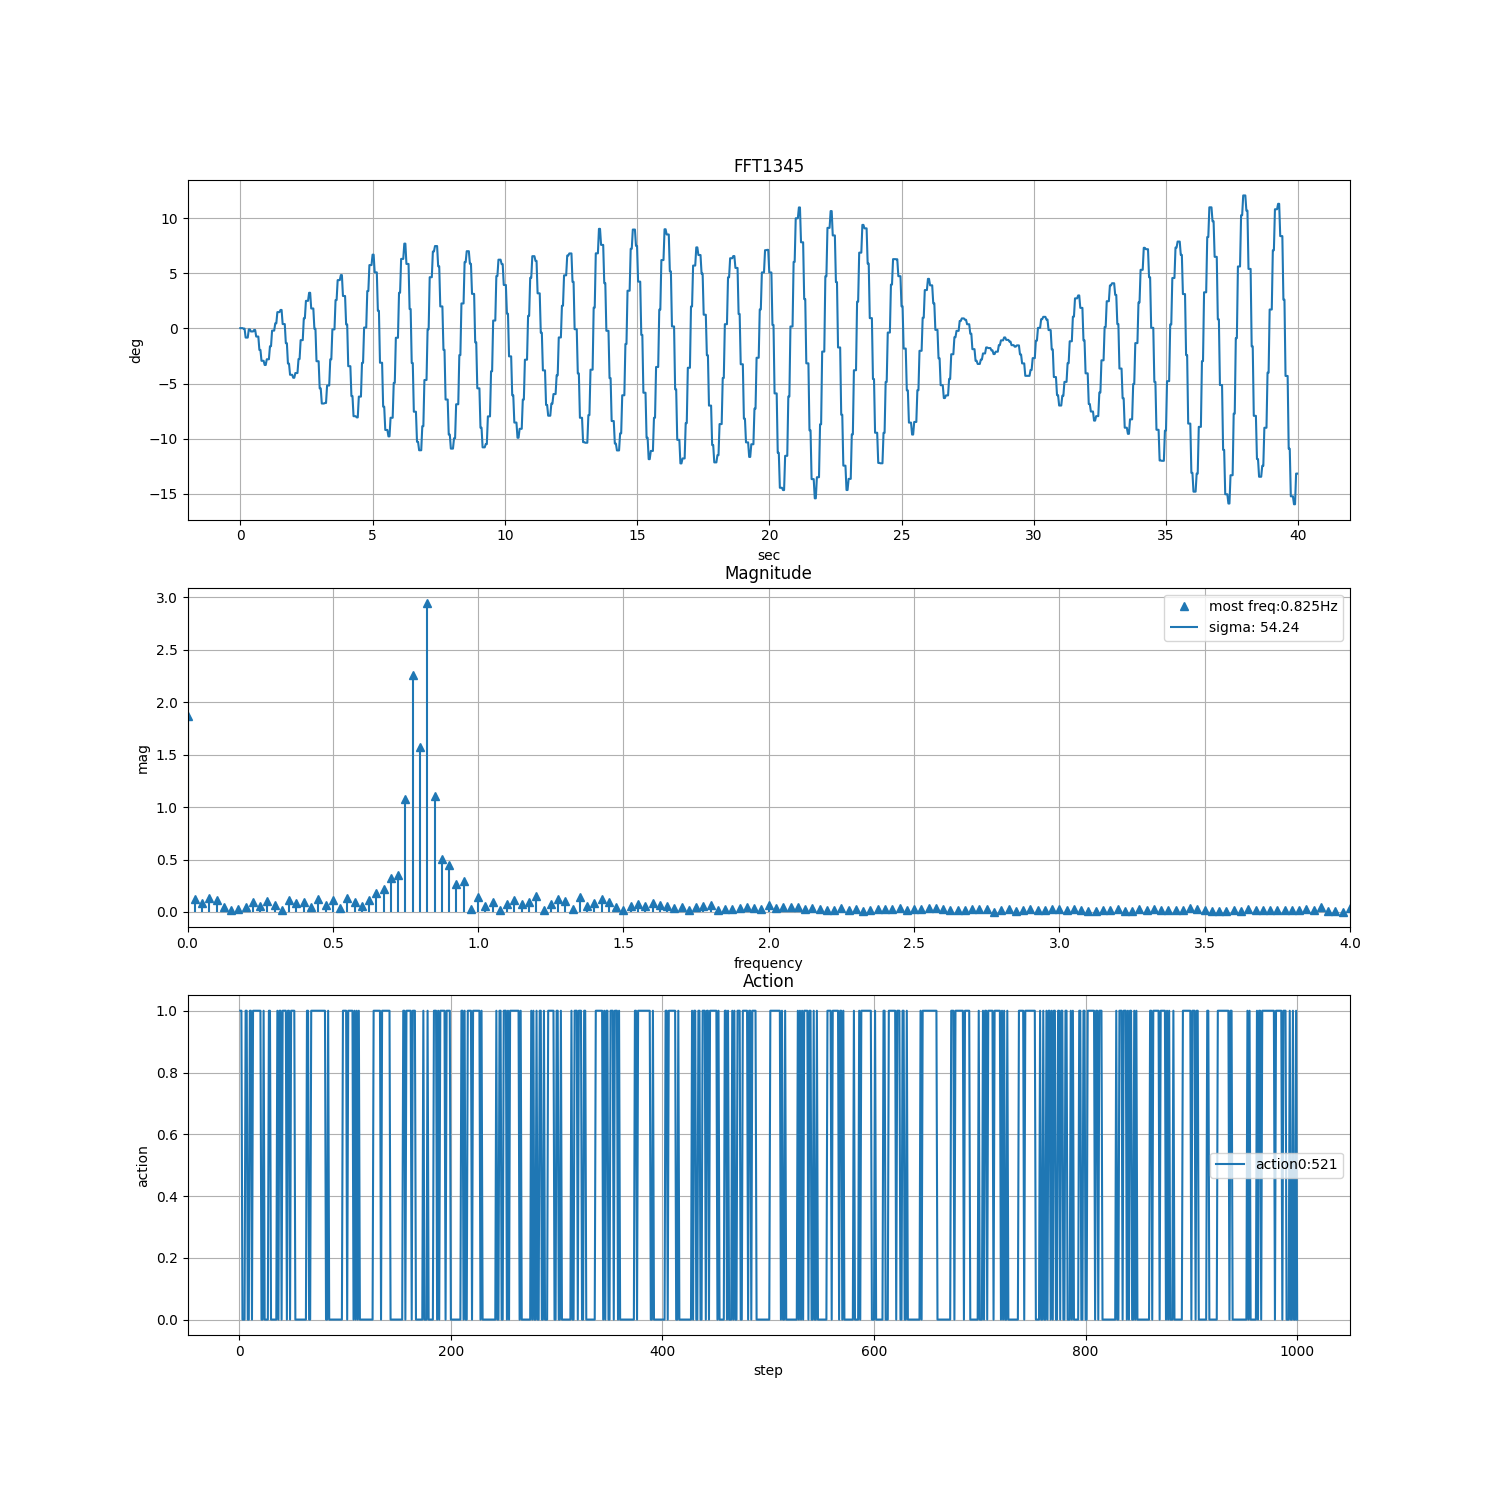 FFT1345
10
5
0
−5
−10
−15
deg
0 5 10 15 20 25 30 35 40
sec
Magnitude
3.0
2.5
2.0
1.5
1.0
0.5
0.0
mag
most freq:0.825Hz
sigma: 54.24
0.0 0.5 1.0 1.5 2.0 2.5 3.0 3.5 4.0
frequency
Action
1.0
0.8
0.6
0.4
0.2
0.0
action
action0:521
0 200 400 600 800 1000
step